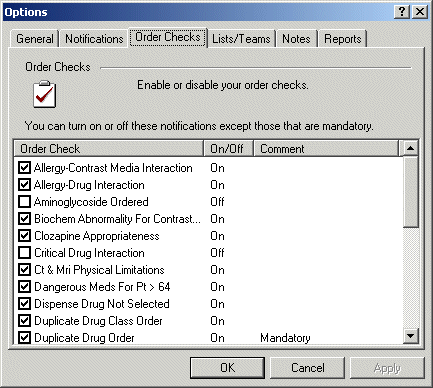 Options
General Notifications Order Checks Lists/Teams Notes Reports
Order Checks
Enable or disable your order checks.
You can turn on or off these notifications except those that are mandatory.
Order Check On/Off Comment
Allergy-Contrast Media Interaction On
Allergy-Drug Interaction On
Aminoglycoside Ordered Off
Biochem Abnormality For Contrast... On
Clozapine Appropriateness On
Critical Drug Interaction Off
Ct & Mri Physical Limitations On
Dangerous Meds For Pt > 64 On
Dispense Drug Not Selected On
Duplicate Drug Class Order On
Duplicate Drug Order On Mandatory
OK Cancel Apply